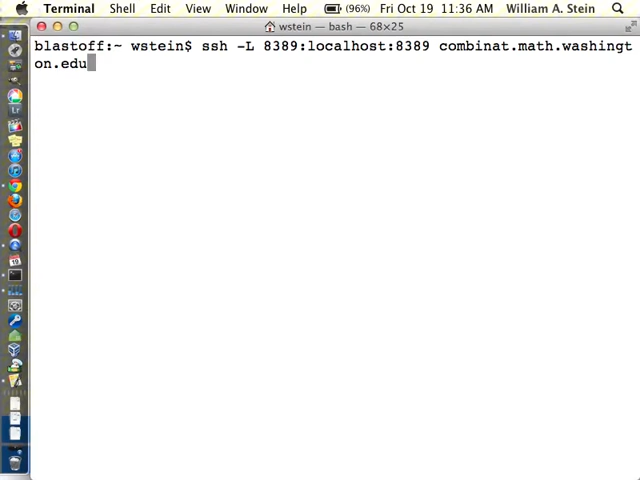 Terminal Shell Edit View Window Help (96%) Fri Oct 19 11:36 AM William A. Stein
wstein — bash — 68×25
blastoff:~ wstein$ ssh -L 8389:localhost:8389 combinat.math.washingt
on.edu